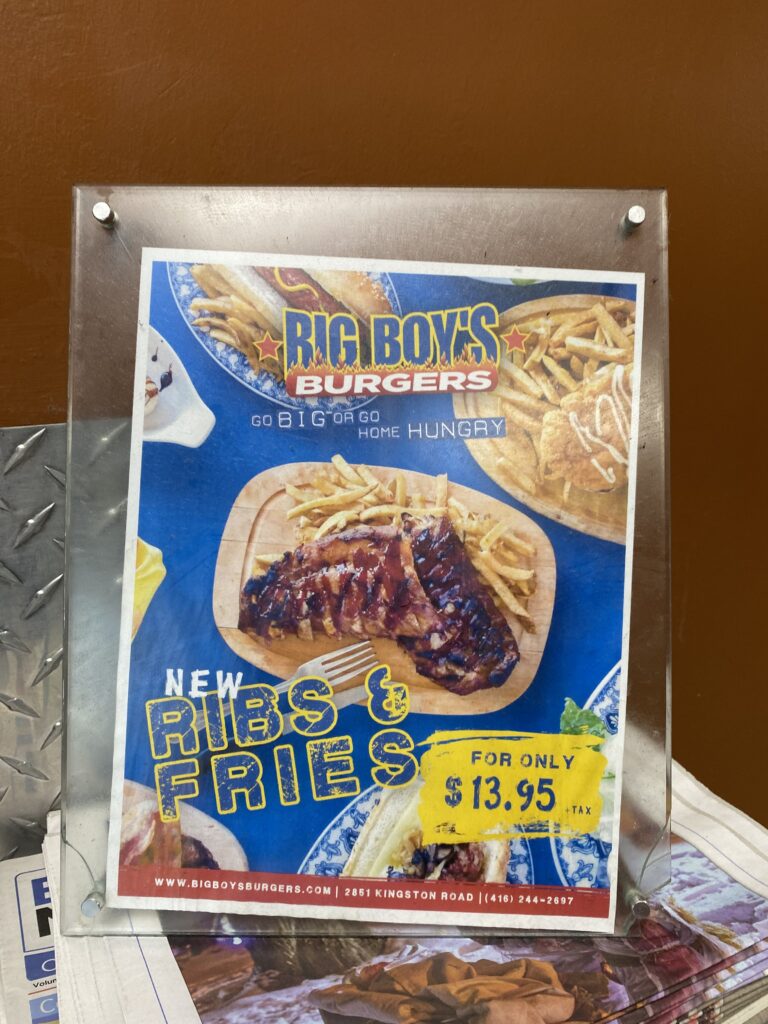 BIG BOY'S
BURGERS
GO BIG OR GO
HOME HUNGRY
NEW
RIBS &
FRIES
FOR ONLY
$13.95 +TAX
WWW.BIGBOYSBURGERS.COM | 2861 KINGSTON ROAD | (416) 244-2697